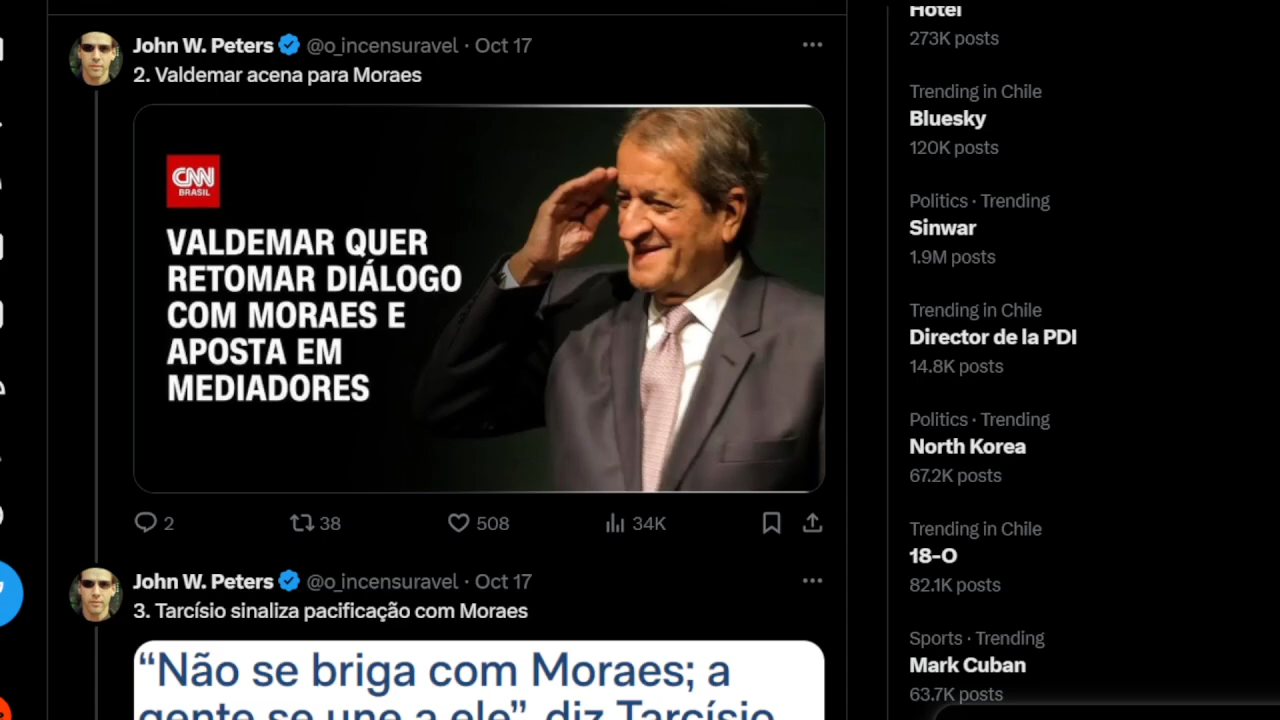 John W. Peters @o_incensuravel · Oct 17
2. Valdemar acena para Moraes
CNN
BRASIL
VALDEMAR QUER
RETOMAR DIÁLOGO
COM MORAES E
APOSTA EM
MEDIADORES
2 38 508 34K
John W. Peters @o_incensuravel · Oct 17
3. Tarcísio sinaliza pacificação com Moraes
“Não se briga com Moraes; a
gente se une a ele”, diz Tarcísio
Hotel
273K posts
Trending in Chile
Bluesky
120K posts
Politics · Trending
Sinwar
1.9M posts
Trending in Chile
Director de la PDI
14.8K posts
Politics · Trending
North Korea
67.2K posts
Trending in Chile
18-O
82.1K posts
Sports · Trending
Mark Cuban
63.7K posts